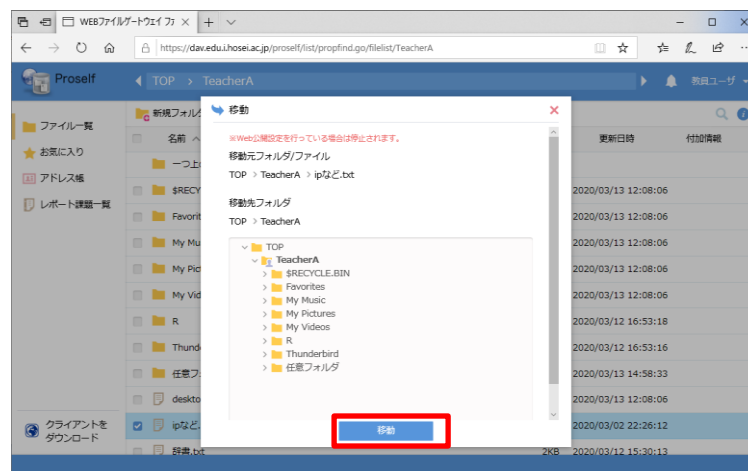 WEBファイルゲートウェイ
https://dav.edu.i.hosei.ac.jp/proself/list/propfind.go/filelist/TeacherA
Proself
TOP > TeacherA
教員ユーザ
ファイル一覧
お気に入り
アドレス帳
レポート課題一覧
クライアントを
ダウンロード
新規フォル
名前
更新日時
付加情報
一つ上
$RECY
2020/03/13 12:08:06
Favorit
2020/03/13 12:08:06
My Mu
2020/03/13 12:08:06
My Pic
2020/03/13 12:08:06
My Vid
2020/03/13 12:08:06
R
2020/03/12 16:53:18
Thund
2020/03/12 16:53:16
任意フ
2020/03/13 14:58:33
deskto
2020/03/13 12:08:06
ipなど.
2020/03/02 22:26:12
辞書.txt
2KB
2020/03/12 15:30:13
移動
※Web公開設定を行っている場合は停止されます。
移動元フォルダ/ファイル
TOP > TeacherA > ipなど.txt
移動先フォルダ
TOP > TeacherA
TOP
TeacherA
$RECYCLE.BIN
Favorites
My Music
My Pictures
My Videos
R
Thunderbird
任意フォルダ
移動